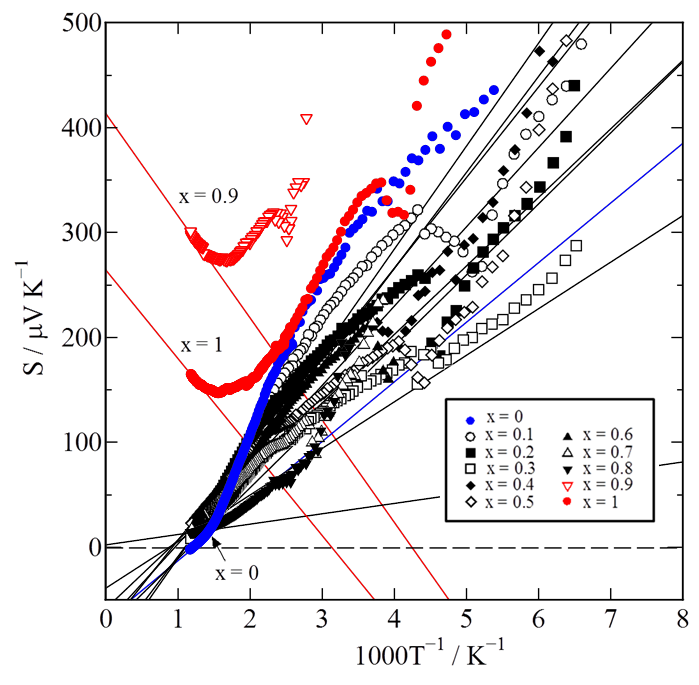 500
400
300
200
100
0
S / μV K⁻¹
x = 0.9
x = 1
x = 0
x = 0
x = 0.1
x = 0.2
x = 0.3
x = 0.4
x = 0.5
x = 0.6
x = 0.7
x = 0.8
x = 0.9
x = 1
0 1 2 3 4 5 6 7 8
1000T⁻¹ / K⁻¹